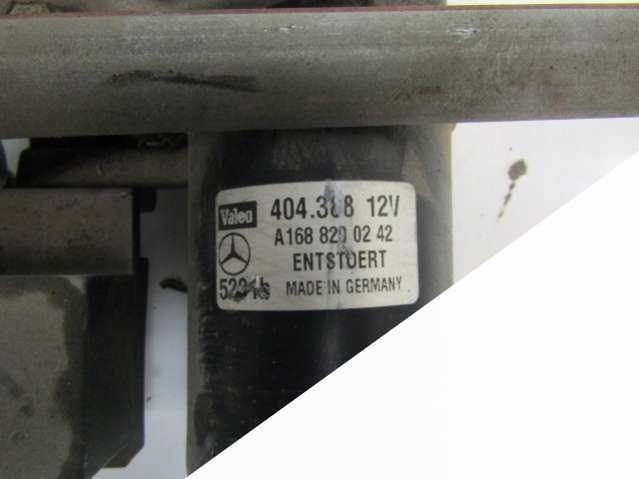 Valeo 404.388 12V
A168 820 02 42
ENTSTOERT
MADE IN GERMANY